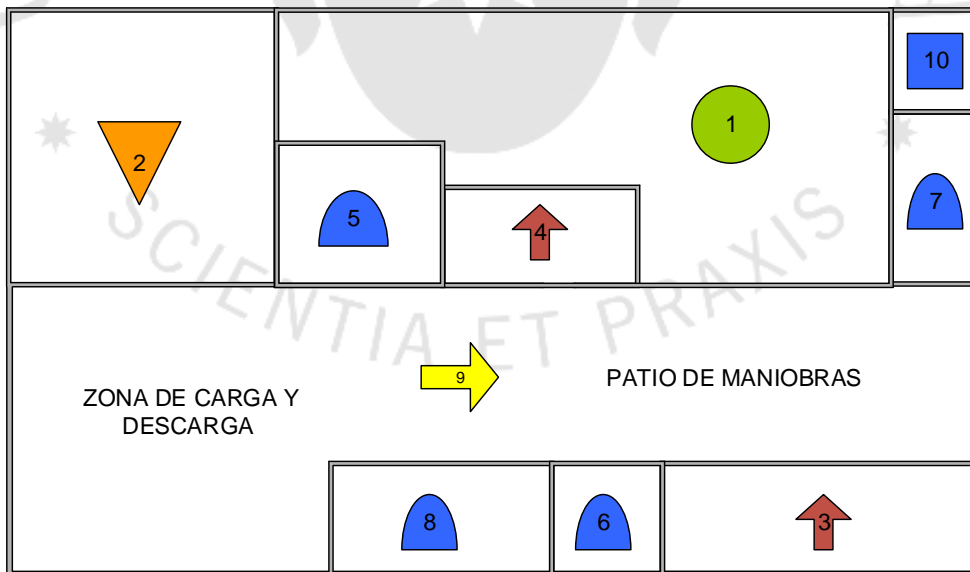 10
1
2
7
5
4
SCIENTIA ET PRAXIS
9
PATIO DE MANIOBRAS
ZONA DE CARGA Y
DESCARGA
8
6
3